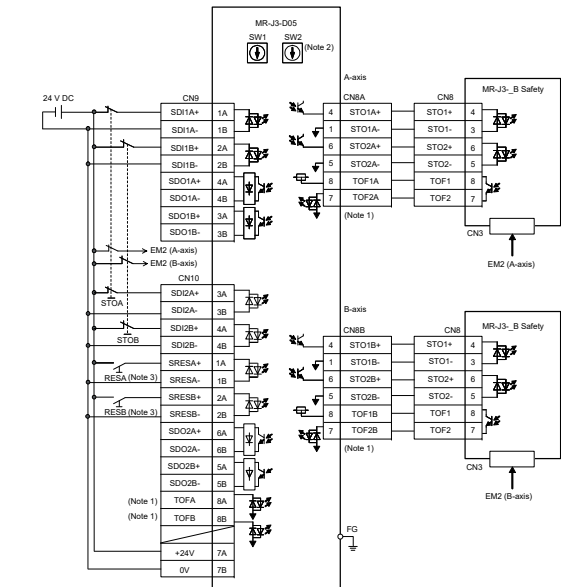 MR-J3-D05
SW1 SW2 (Note 2)
24 V DC
CN9
SDI1A+ 1A
SDI1A- 1B
SDI1B+ 2A
SDI1B- 2B
SDO1A+ 4A
SDO1A- 4B
SDO1B+ 3A
SDO1B- 3B
EM2 (A-axis)
EM2 (B-axis)
CN10
SDI2A+ 3A
STOA
SDI2A- 3B
SDI2B+ 4A
STOB
SDI2B- 4B
SRESA+ 1A
RESA (Note 3)
SRESA- 1B
SRESB+ 2A
RESB (Note 3)
SRESB- 2B
SDO2A+ 6A
SDO2A- 6B
SDO2B+ 5A
SDO2B- 5B
(Note 1) TOFA 8A
(Note 1) TOFB 8B
+24V 7A
0V 7B
FG
A-axis
CN8A CN8
MR-J3-_B Safety
4 STO1A+ STO1+ 4
1 STO1A- STO1- 3
6 STO2A+ STO2+ 6
5 STO2A- STO2- 5
8 TOF1A TOF1 8
7 TOF2A TOF2 7
(Note 1)
CN3
EM2 (A-axis)
B-axis
CN8B CN8
MR-J3-_B Safety
4 STO1B+ STO1+ 4
1 STO1B- STO1- 3
6 STO2B+ STO2+ 6
5 STO2B- STO2- 5
8 TOF1B TOF1 8
7 TOF2B TOF2 7
(Note 1)
CN3
EM2 (B-axis)